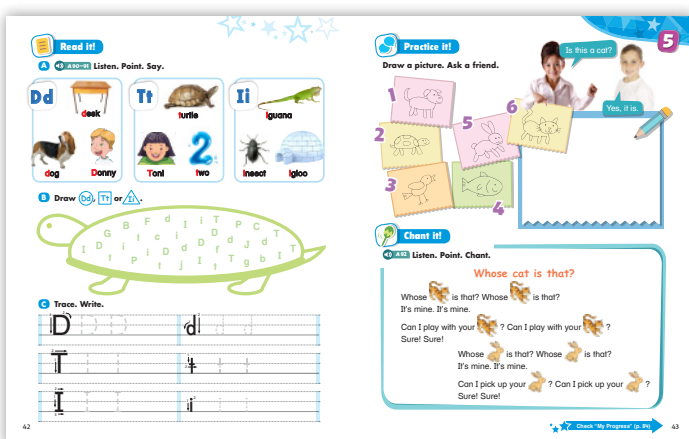 Read it!
A A90-91 Listen. Point. Say.
Dd
desk
dog
Donny
Tt
turtle
Toni
two
Ii
iguana
insect
igloo
B Draw Dd, Tt or Ii.
C Trace. Write.
D D D
d d d
T T T
t t t
I I I
i i i
42
Practice it!
Draw a picture. Ask a friend.
Is this a cat?
Yes, it is.
5
1
2
3
4
5
6
Chant it!
A92 Listen. Point. Chant.
Whose cat is that?
Whose is that? Whose is that?
It's mine. It's mine.
Can I play with your ? Can I play with your ?
Sure! Sure!
Whose is that? Whose is that?
It's mine. It's mine.
Can I pick up your ? Can I pick up your ?
Sure! Sure!
Check "My Progress" (p. 84)
43